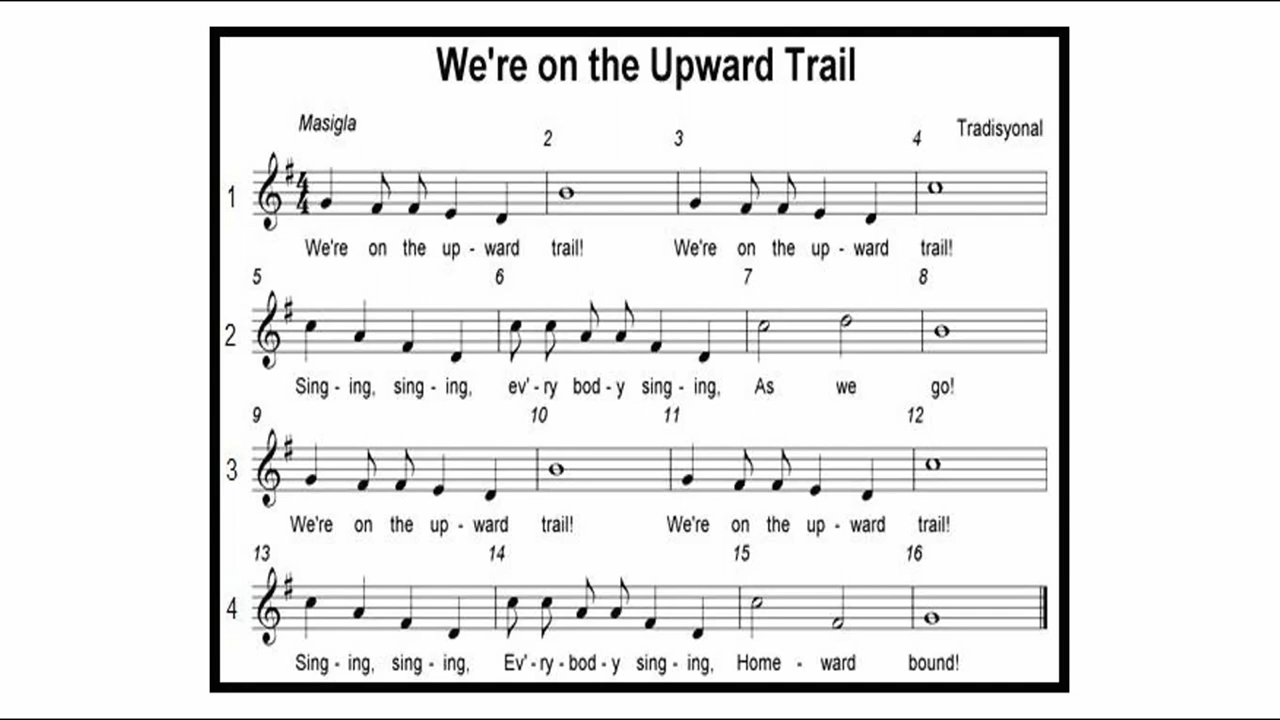 We're on the Upward Trail
Masigla
Tradisyonal
2 3 4
1
4
4
We're on the up - ward trail! We're on the up - ward trail!
5 6 7 8
2
Sing - ing, sing - ing, ev' - ry bod - y sing - ing, As we go!
9 10 11 12
3
We're on the up - ward trail! We're on the up - ward trail!
13 14 15 16
4
Sing - ing, sing - ing, Ev' - ry - bod - y sing - ing, Home - ward bound!